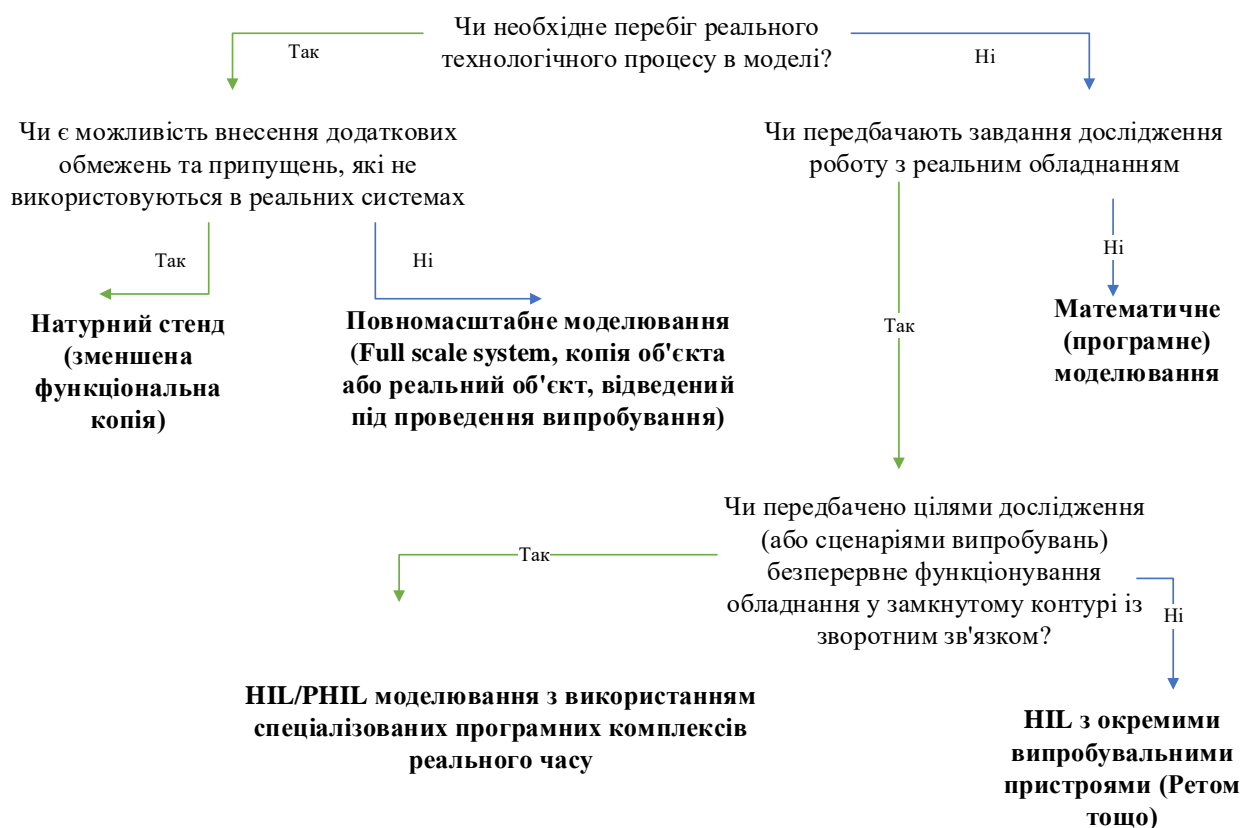 Чи необхідне перебіг реального
технологічного процесу в моделі?
Так
Ні
Чи є можливість внесення додаткових
обмежень та припущень, які не
використовуються в реальних системах
Чи передбачають завдання дослідження
роботу з реальним обладнанням
Так
Ні
Ні
Натурний стенд
(зменшена
функціональна
копія)
Повномасштабне моделювання
(Full scale system, копія об'єкта
або реальний об'єкт, відведений
під проведення випробування)
Так
Математичне
(програмне)
моделювання
Чи передбачено цілями дослідження
(або сценаріями випробувань)
безперервне функціонування
обладнання у замкнутому контурі із
зворотним зв'язком?
Так
Ні
HIL/PHIL моделювання з використанням
спеціалізованих програмних комплексів
реального часу
HIL з окремими
випробувальними
пристроями (Ретом
тощо)